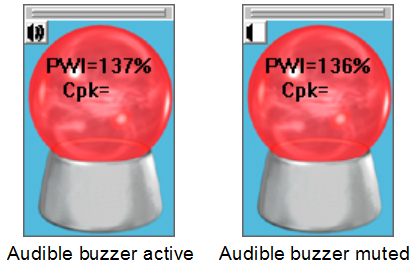 PWI=137%
Cpk=
PWI=136%
Cpk=
Audible buzzer active
Audible buzzer muted